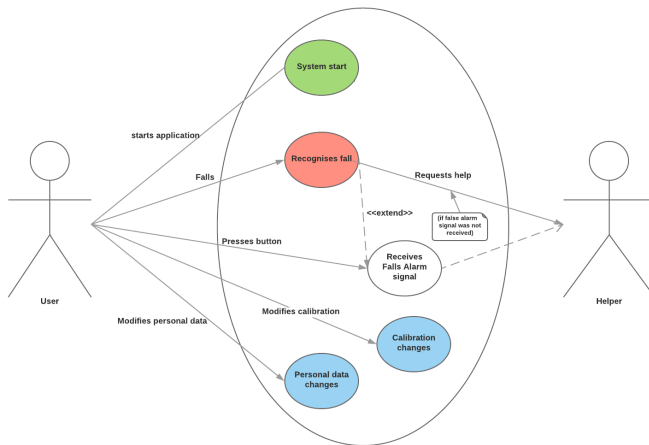 System start
starts application
Recognises fall
Requests help
Falls
<<extend>>
(if false alarm
signal was not
received)
Presses button
Receives
Falls Alarm
signal
User
Helper
Modifies calibration
Modifies personal data
Calibration
changes
Personal data
changes